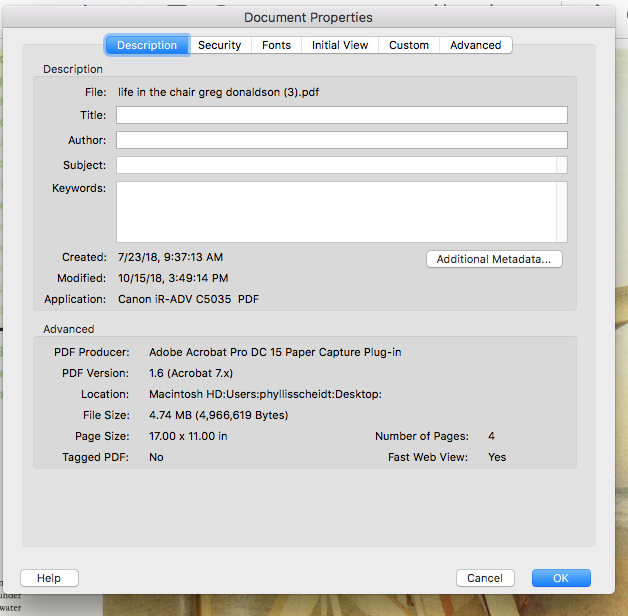 Document Properties
Description Security Fonts Initial View Custom Advanced
Description
File: life in the chair greg donaldson (3).pdf
Title:
Author:
Subject:
Keywords:
Created: 7/23/18, 9:37:13 AM
Additional Metadata...
Modified: 10/15/18, 3:49:14 PM
Application: Canon iR-ADV C5035  PDF
Advanced
PDF Producer: Adobe Acrobat Pro DC 15 Paper Capture Plug-in
PDF Version: 1.6 (Acrobat 7.x)
Location: Macintosh HD:Users:phyllisscheidt:Desktop:
File Size: 4.74 MB (4,966,619 Bytes)
Page Size: 17.00 x 11.00 in Number of Pages: 4
Tagged PDF: No Fast Web View: Yes
Help Cancel OK
under
water